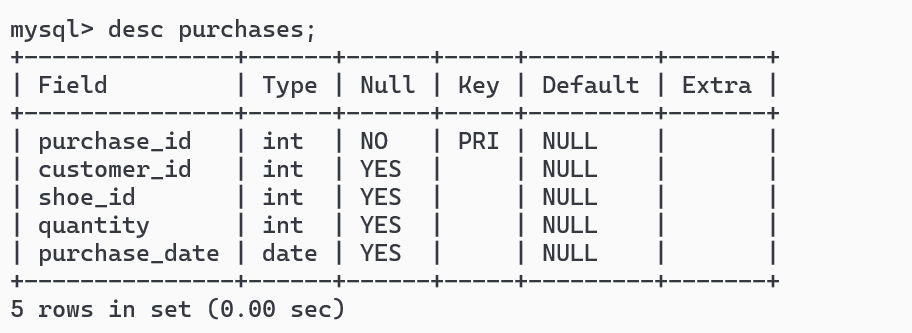 mysql> desc purchases;
+---------------+------+------+-----+---------+-------+
| Field         | Type | Null | Key | Default | Extra |
+---------------+------+------+-----+---------+-------+
| purchase_id   | int  | NO   | PRI | NULL    |       |
| customer_id   | int  | YES  |     | NULL    |       |
| shoe_id       | int  | YES  |     | NULL    |       |
| quantity      | int  | YES  |     | NULL    |       |
| purchase_date | date | YES  |     | NULL    |       |
+---------------+------+------+-----+---------+-------+
5 rows in set (0.00 sec)